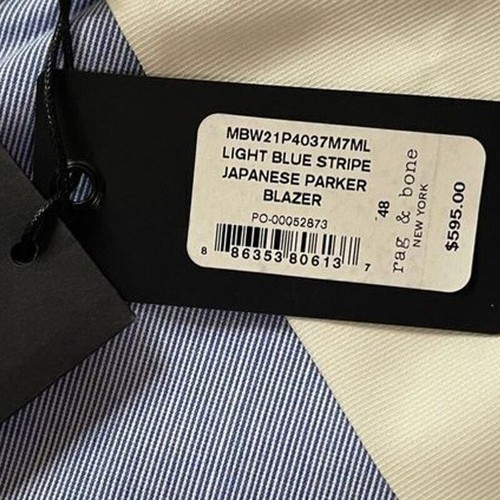 MBW21P4037M7ML
LIGHT BLUE STRIPE
JAPANESE PARKER
BLAZER
PO-00052873
8 86353 80613 7
48
rag & bone
NEW YORK
$595.00